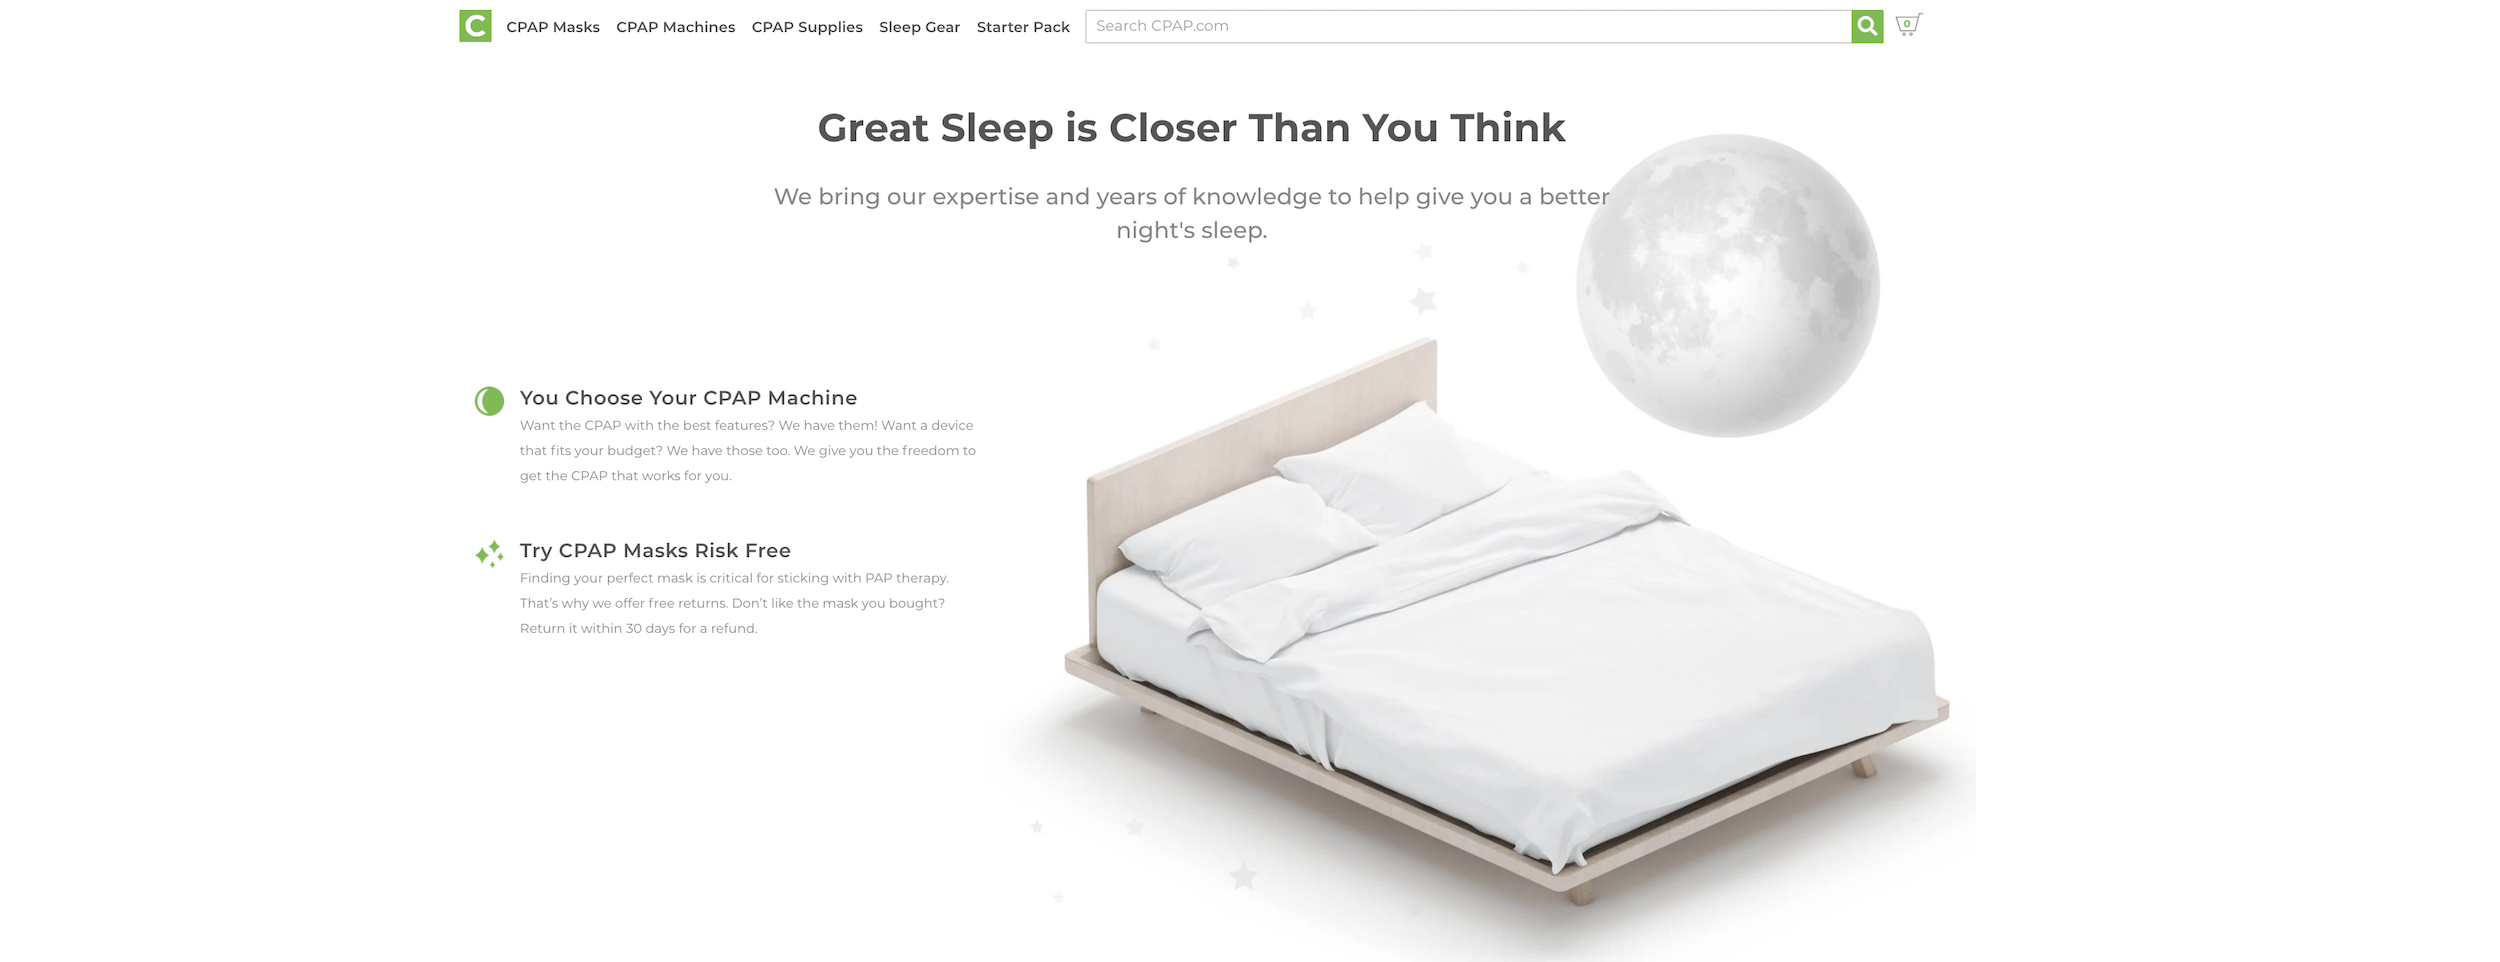 C CPAP Masks CPAP Machines CPAP Supplies Sleep Gear Starter Pack Search CPAP.com 0
Great Sleep is Closer Than You Think
We bring our expertise and years of knowledge to help give you a better
night's sleep.
You Choose Your CPAP Machine
Want the CPAP with the best features? We have them! Want a device
that fits your budget? We have those too. We give you the freedom to
get the CPAP that works for you.
Try CPAP Masks Risk Free
Finding your perfect mask is critical for sticking with PAP therapy.
That’s why we offer free returns. Don’t like the mask you bought?
Return it within 30 days for a refund.